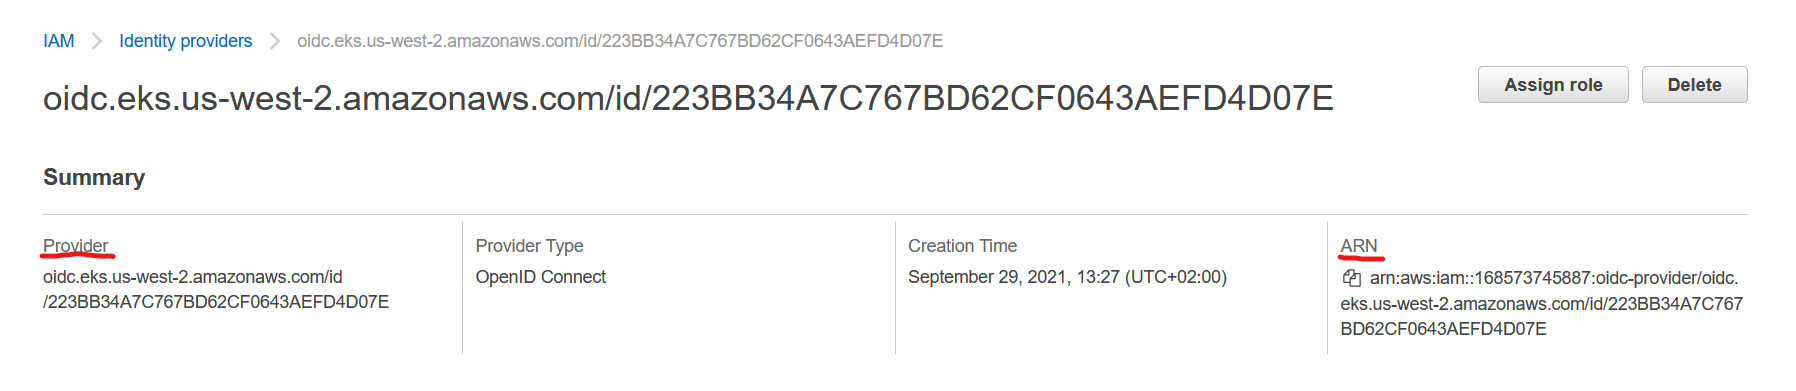 IAM > Identity providers > oidc.eks.us-west-2.amazonaws.com/id/223BB34A7C767BD62CF0643AEFD4D07E
oidc.eks.us-west-2.amazonaws.com/id/223BB34A7C767BD62CF0643AEFD4D07E
Assign role
Delete
Summary
Provider
oidc.eks.us-west-2.amazonaws.com/id
/223BB34A7C767BD62CF0643AEFD4D07E
Provider Type
OpenID Connect
Creation Time
September 29, 2021, 13:27 (UTC+02:00)
ARN
arn:aws:iam::168573745887:oidc-provider/oidc.
eks.us-west-2.amazonaws.com/id/223BB34A7C767
BD62CF0643AEFD4D07E